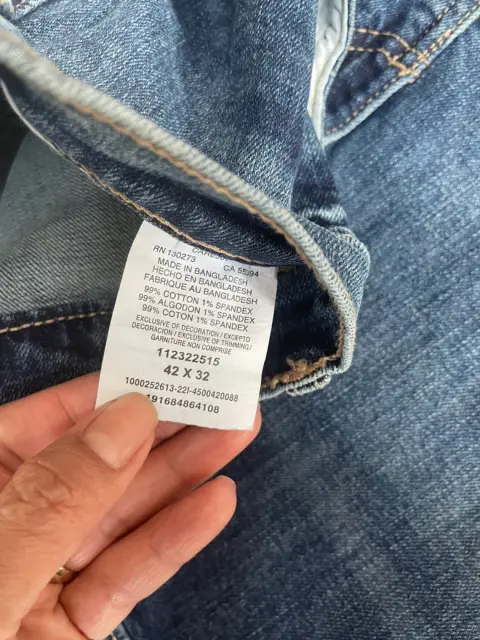 RN 130273 CA 55394
MADE IN BANGLADESH
HECHO EN BANGLADESH
FABRIQUE AU BANGLADESH
99% COTTON 1% SPANDEX
99% ALGODON 1% SPANDEX
99% COTON 1% SPANDEX
EXCLUSIVE OF DECORATION / EXCEPTO
DECORACIÓN / EXCLUSIVE OF TRIMMING /
GARNITURE NON COMPRISE
112322515
42 X 32
1000252613-22I-4500420088
191684864108